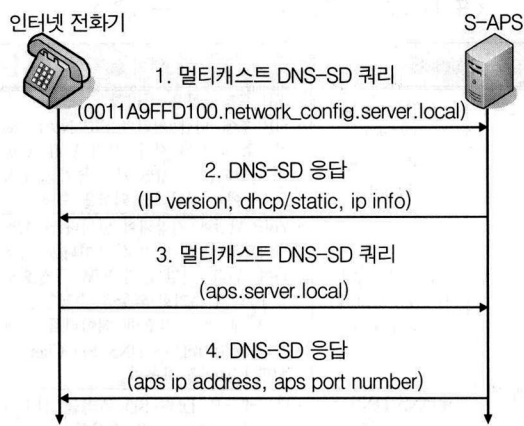 인터넷 전화기
S-APS
1. 멀티캐스트 DNS-SD 쿼리
(0011A9FFD100.network_config.server.local)
2. DNS-SD 응답
(IP version, dhcp/static, ip info)
3. 멀티캐스트 DNS-SD 쿼리
(aps.server.local)
4. DNS-SD 응답
(aps ip address, aps port number)